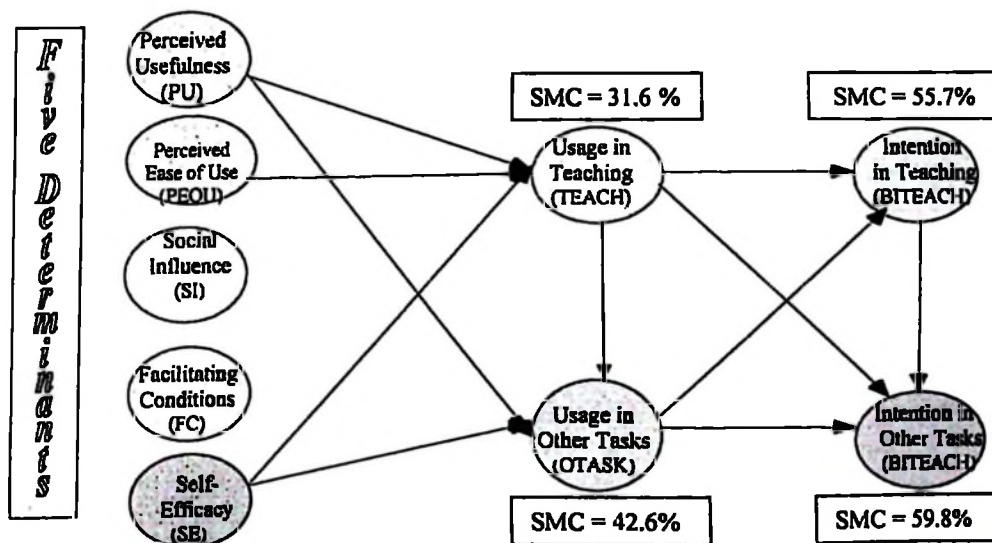 Five Determinants
Perceived
Usefulness
(PU)
Perceived
Ease of Use
(PEOU)
Social
Influence
(SI)
Facilitating
Conditions
(FC)
Self-
Efficacy
(SE)
SMC = 31.6 %
Usage in
Teaching
(TEACH)
Usage in
Other Tasks
(OTASK)
SMC = 42.6%
SMC = 55.7%
Intention
in Teaching
(BITEACH)
Intention in
Other Tasks
(BITEACH)
SMC = 59.8%